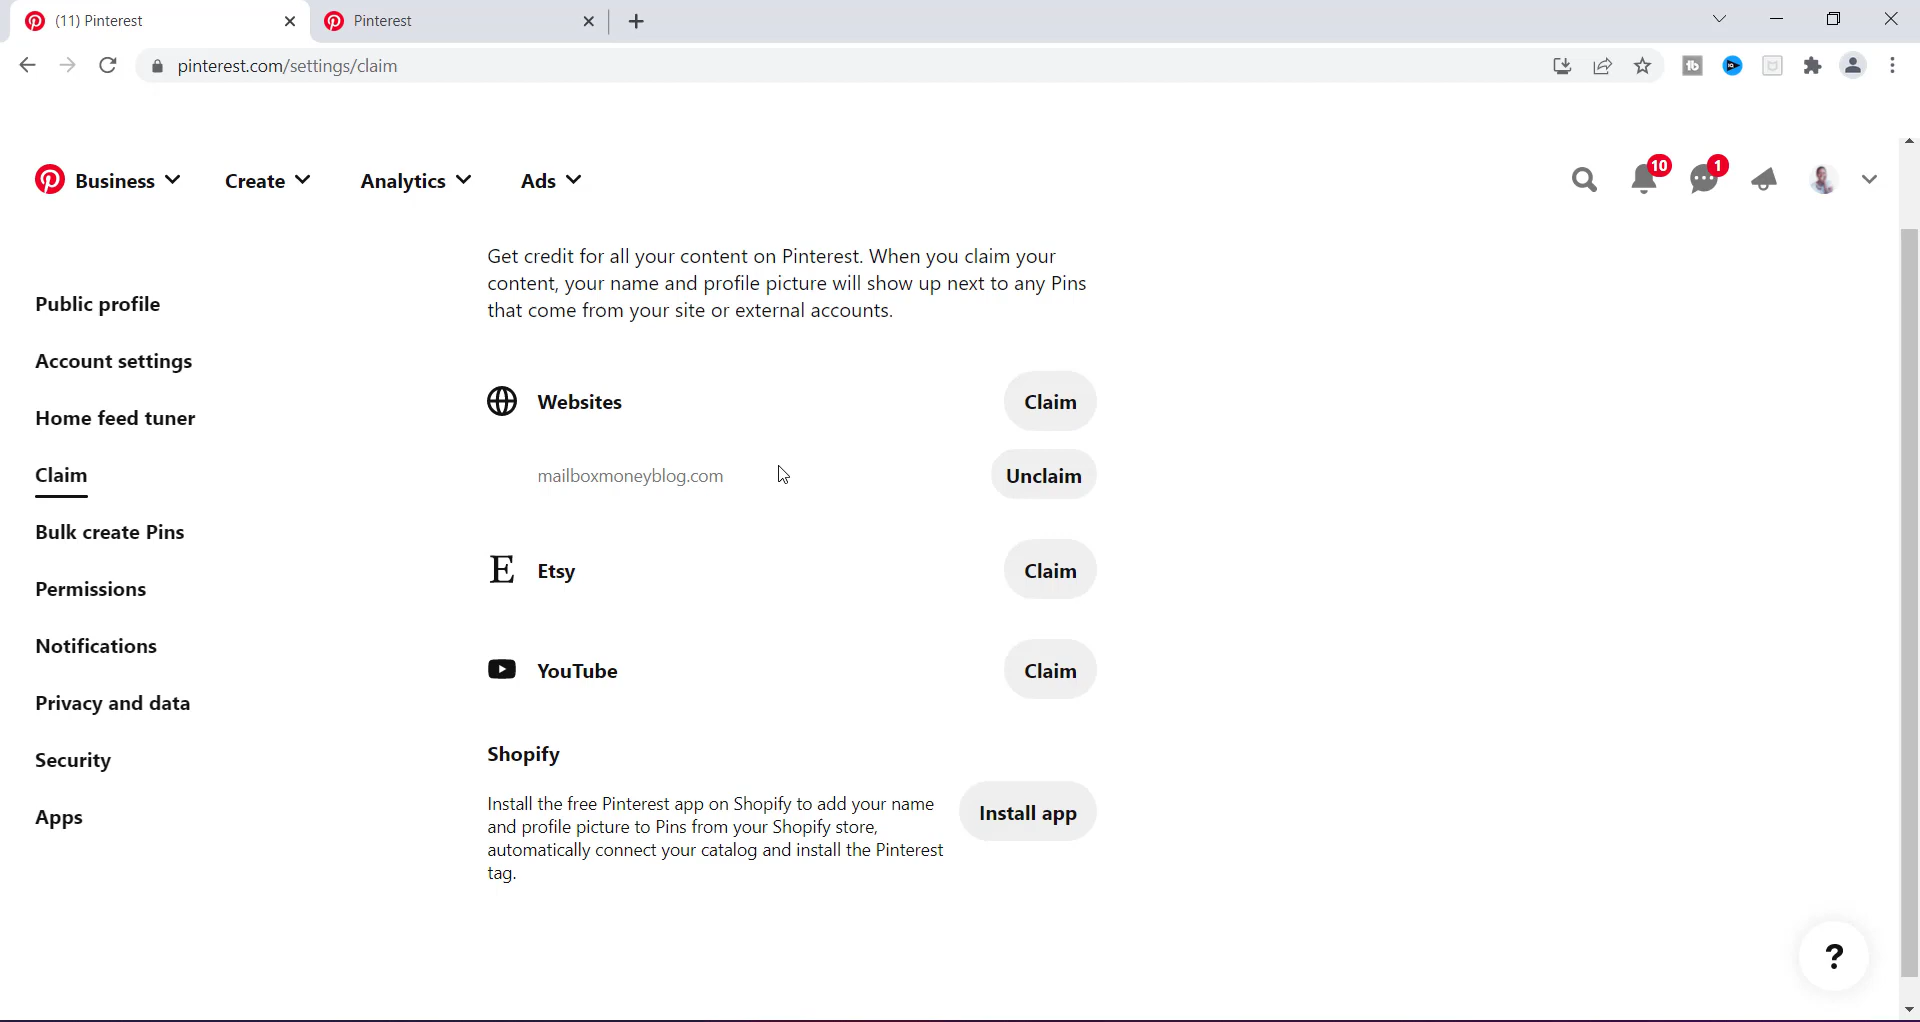 (11) Pinterest
Pinterest
pinterest.com/settings/claim
Business
Create
Analytics
Ads
10
1
Public profile
Account settings
Home feed tuner
Claim
Bulk create Pins
Permissions
Notifications
Privacy and data
Security
Apps
Get credit for all your content on Pinterest. When you claim your
content, your name and profile picture will show up next to any Pins
that come from your site or external accounts.
Websites
Claim
mailboxmoneyblog.com
Unclaim
E
Etsy
Claim
YouTube
Claim
Shopify
Install the free Pinterest app on Shopify to add your name
and profile picture to Pins from your Shopify store,
automatically connect your catalog and install the Pinterest
tag.
Install app
?